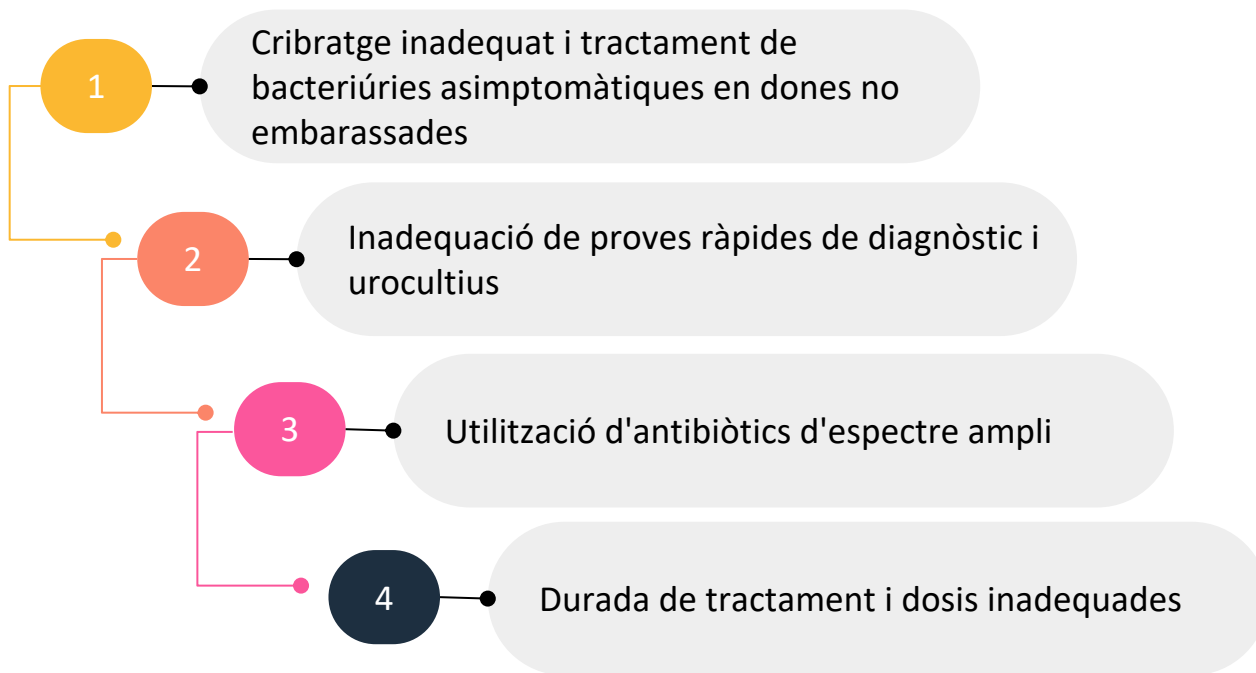 1
Cribratge inadequat i tractament de
bacteriúries asimptomàtiques en dones no
embarassades
2
Inadequació de proves ràpides de diagnòstic i
urocultius
3
Utilització d'antibiòtics d'espectre ampli
4
Durada de tractament i dosis inadequades